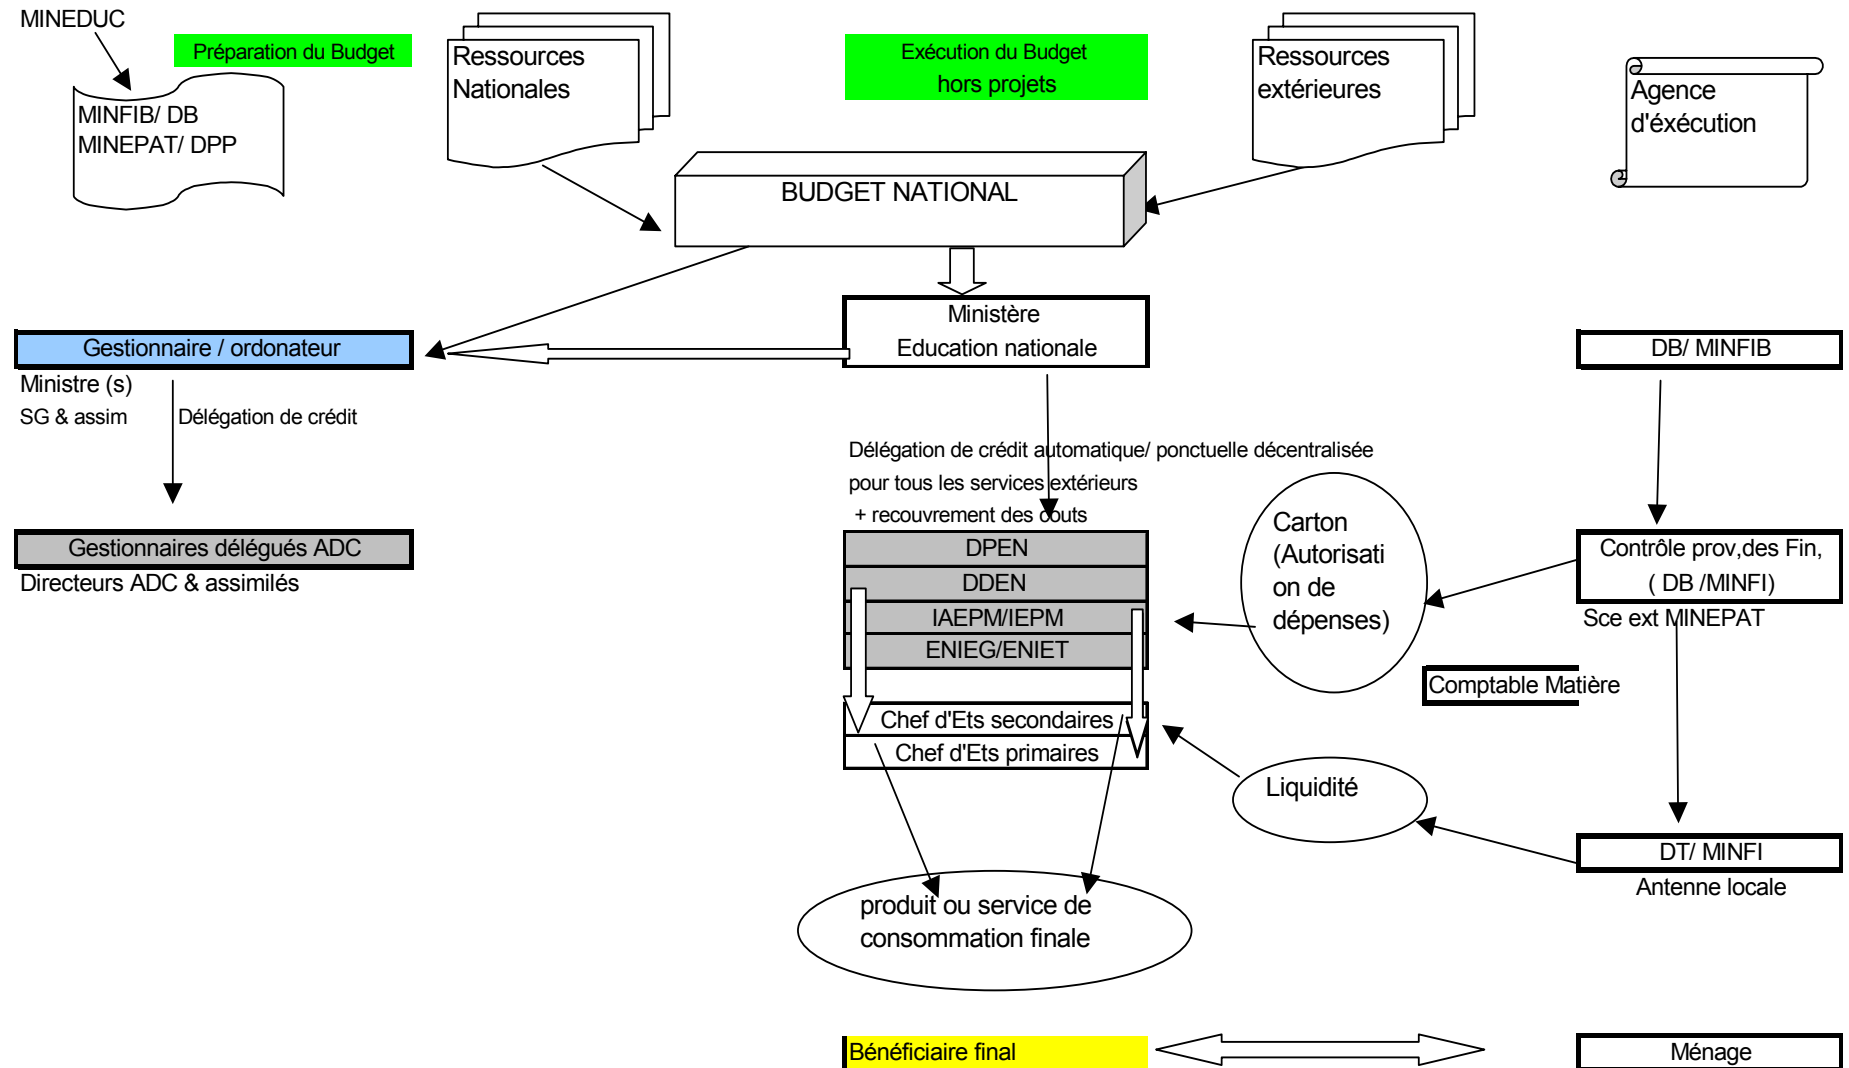 MINEDUC
Préparation du Budget
MINFIB/ DB
MINEPAT/ DPP
Ressources
Nationales
Exécution du Budget
hors projets
Ressources
extérieures
Agence
d'éxécution
BUDGET NATIONAL
Ministère
Education nationale
Gestionnaire / ordonateur
Ministre (s)
SG & assim
Délégation de crédit
DB/ MINFIB
Délégation de crédit automatique/ ponctuelle décentralisée
pour tous les services extérieurs
+ recouvrement des couts
Gestionnaires délégués ADC
Directeurs ADC & assimilés
DPEN
DDEN
IAEPM/IEPM
ENIEG/ENIET
Chef d'Ets secondaires
Chef d'Ets primaires
Carton
(Autorisati
on de
dépenses)
Contrôle prov,des Fin,
( DB /MINFI)
Sce ext MINEPAT
Comptable Matière
Liquidité
DT/ MINFI
Antenne locale
produit ou service de
consommation finale
Bénéficiaire final
Ménage